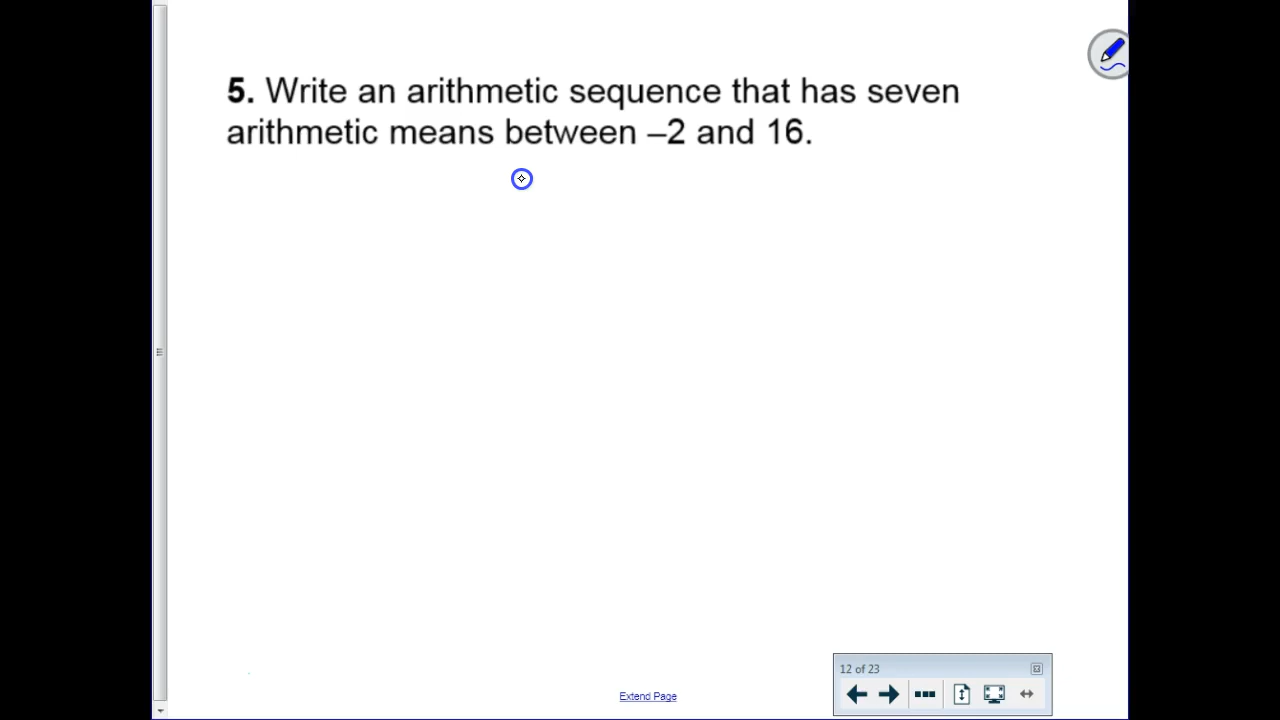 5. Write an arithmetic sequence that has seven
arithmetic means between –2 and 16.
12 of 23
Extend Page